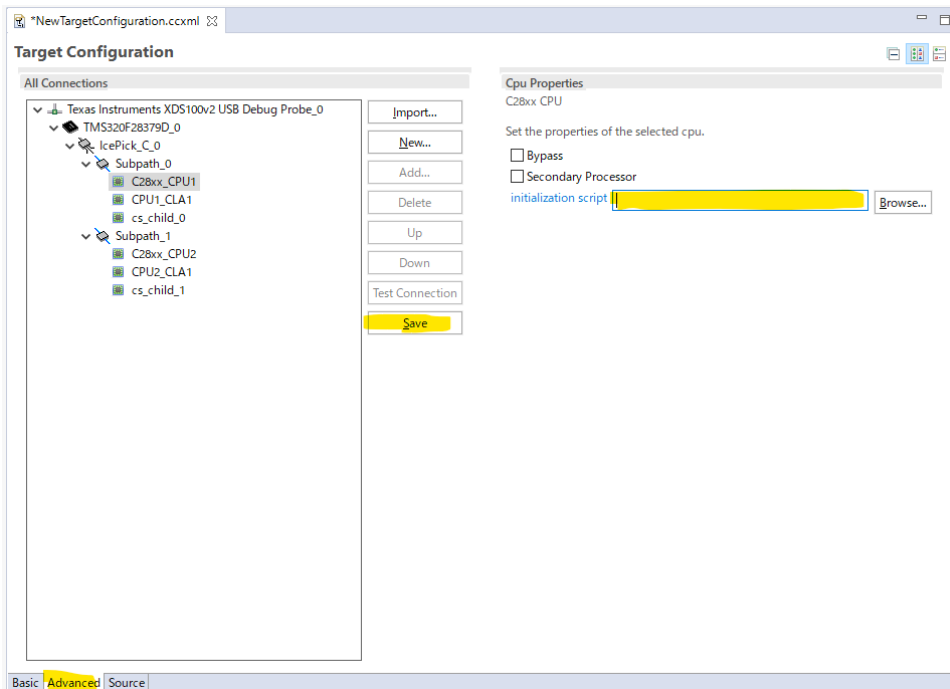 *NewTargetConfiguration.ccxml
Target Configuration
All Connections
Texas Instruments XDS100v2 USB Debug Probe_0
TMS320F28379D_0
IcePick_C_0
Subpath_0
C28xx_CPU1
CPU1_CLA1
cs_child_0
Subpath_1
C28xx_CPU2
CPU2_CLA1
cs_child_1
Import...
New...
Add...
Delete
Up
Down
Test Connection
Save
Cpu Properties
C28xx CPU
Set the properties of the selected cpu.
Bypass
Secondary Processor
initialization script
Browse...
Basic Advanced Source